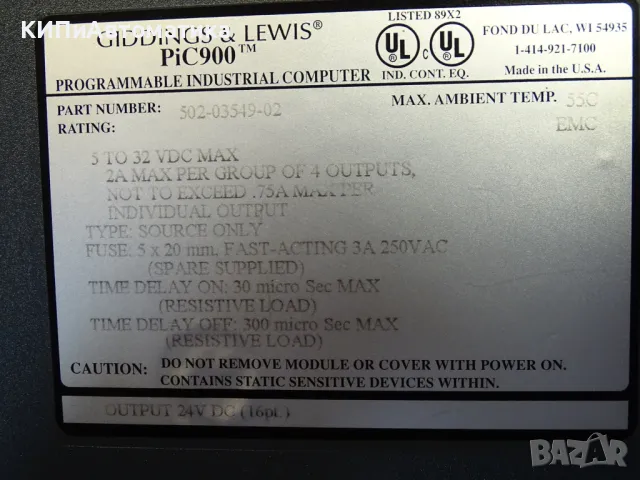 КИПиАвтоматика
GIDDINGS & LEWIS®
PiC900™
PROGRAMMABLE INDUSTRIAL COMPUTER
LISTED 89X2
UL
C UL
®
®
IND. CONT. EQ.
FOND DU LAC, WI 54935
1-414-921-7100
Made in the U.S.A.
PART NUMBER: 502-03549-02
MAX. AMBIENT TEMP. 55C
RATING:
EMC
5 TO 32 VDC MAX
2A MAX PER GROUP OF 4 OUTPUTS,
NOT TO EXCEED .75A MAX PER
INDIVIDUAL OUTPUT
TYPE: SOURCE ONLY
FUSE. 5 x 20 mm. FAST-ACTING 3A 250VAC
(SPARE SUPPLIED)
TIME DELAY ON: 30 micro Sec MAX
(RESISTIVE LOAD)
TIME DELAY OFF: 300 micro Sec MAX
(RESISTIVE LOAD)
CAUTION: DO NOT REMOVE MODULE OR COVER WITH POWER ON.
CONTAINS STATIC SENSITIVE DEVICES WITHIN.
OUTPUT 24V DC (16pt.)
BAZAR